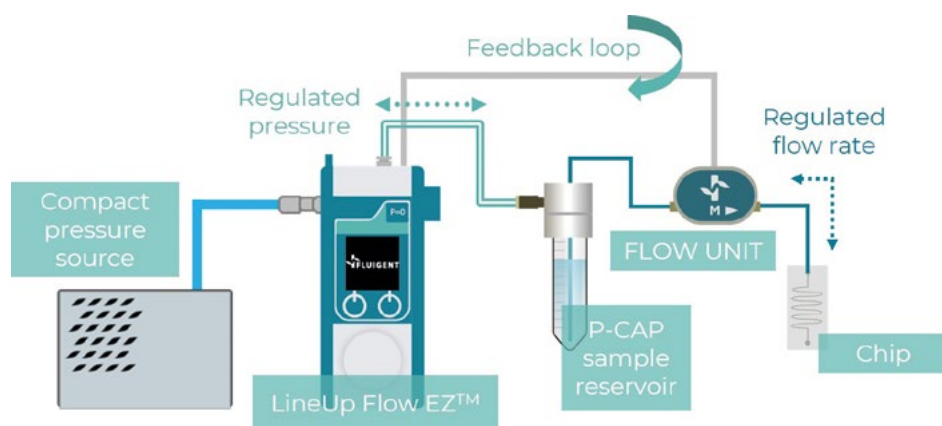 Feedback loop
Regulated
pressure
Regulated
flow rate
Compact
pressure
source
P=0
FLUIGENT
M
FLOW UNIT
P-CAP
sample
reservoir
Chip
LineUp Flow EZ™